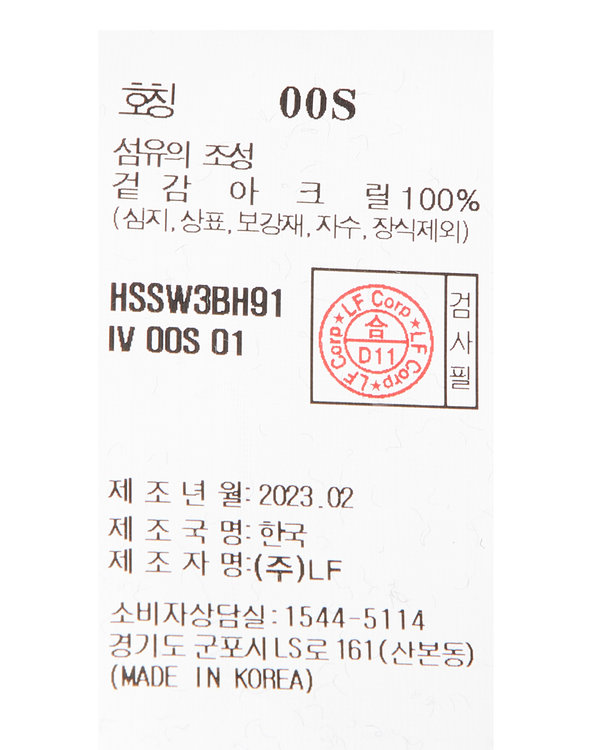 호칭 00S
섬유의 조성
겉 감 아 크 릴 100%
(심지, 상표, 보강재, 자수, 장식제외)
HSSW3BH91
IV 00S 01
★LF Corp★LF Corp★LF Corp
合
D11
검사필
제 조 년 월: 2023.02
제 조 국 명: 한국
제 조 자 명:(주)LF
소비자상담실: 1544-5114
경기도 군포시 LS로 161(산본동)
(MADE IN KOREA)